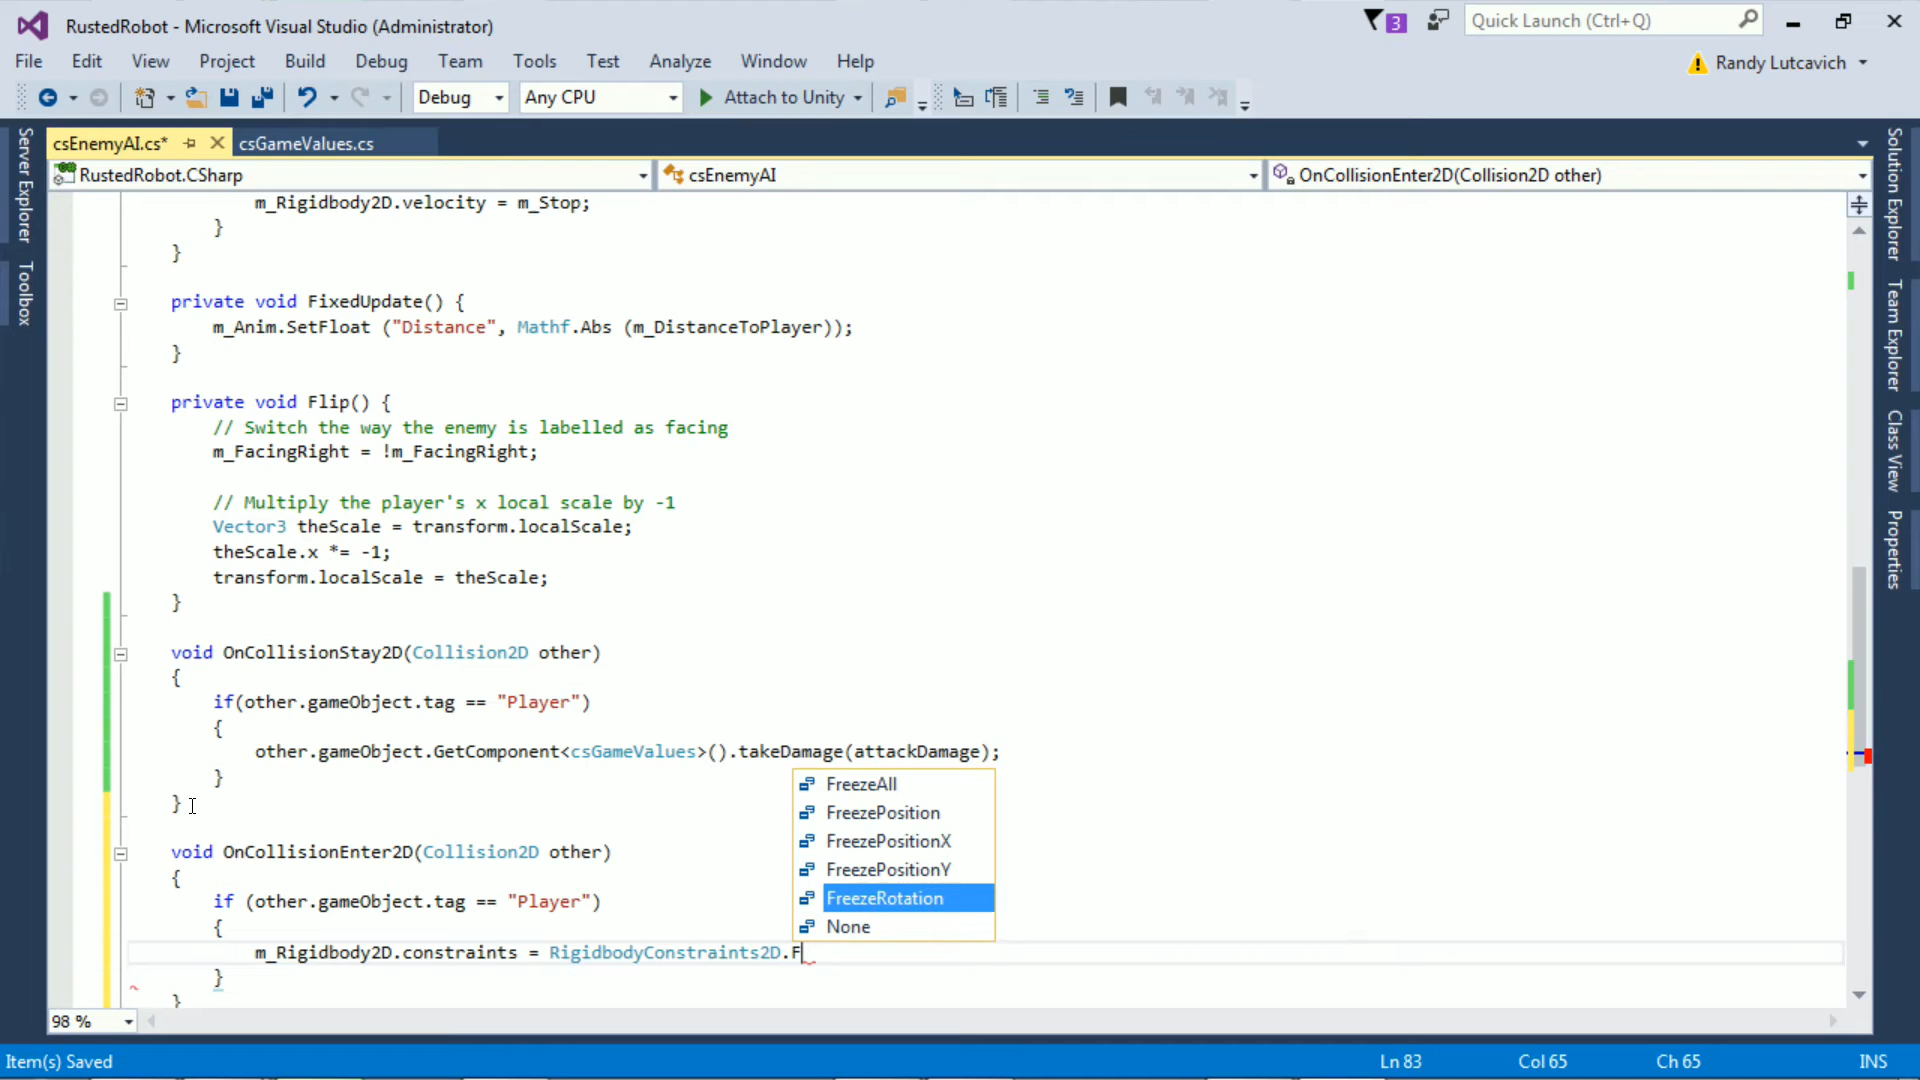 RustedRobot - Microsoft Visual Studio (Administrator)
3
Quick Launch (Ctrl+Q)
File Edit View Project Build Debug Team Tools Test Analyze Window Help
Randy Lutcavich
Debug
Any CPU
Attach to Unity
csEnemyAI.cs*
csGameValues.cs
RustedRobot.CSharp
csEnemyAI
OnCollisionEnter2D(Collision2D other)
Server Explorer
Toolbox
Solution Explorer
Team Explorer
Class View
Properties
m_Rigidbody2D.velocity = m_Stop;
}
}
private void FixedUpdate() {
m_Anim.SetFloat ("Distance", Mathf.Abs (m_DistanceToPlayer));
}
private void Flip() {
// Switch the way the enemy is labelled as facing
m_FacingRight = !m_FacingRight;
// Multiply the player's x local scale by -1
Vector3 theScale = transform.localScale;
theScale.x *= -1;
transform.localScale = theScale;
}
void OnCollisionStay2D(Collision2D other)
{
if(other.gameObject.tag == "Player")
{
other.gameObject.GetComponent<csGameValues>().takeDamage(attackDamage);
}
}
void OnCollisionEnter2D(Collision2D other)
{
if (other.gameObject.tag == "Player")
{
m_Rigidbody2D.constraints = RigidbodyConstraints2D.F
}
}
FreezeAll
FreezePosition
FreezePositionX
FreezePositionY
FreezeRotation
None
98 %
Item(s) Saved
Ln 83
Col 65
Ch 65
INS